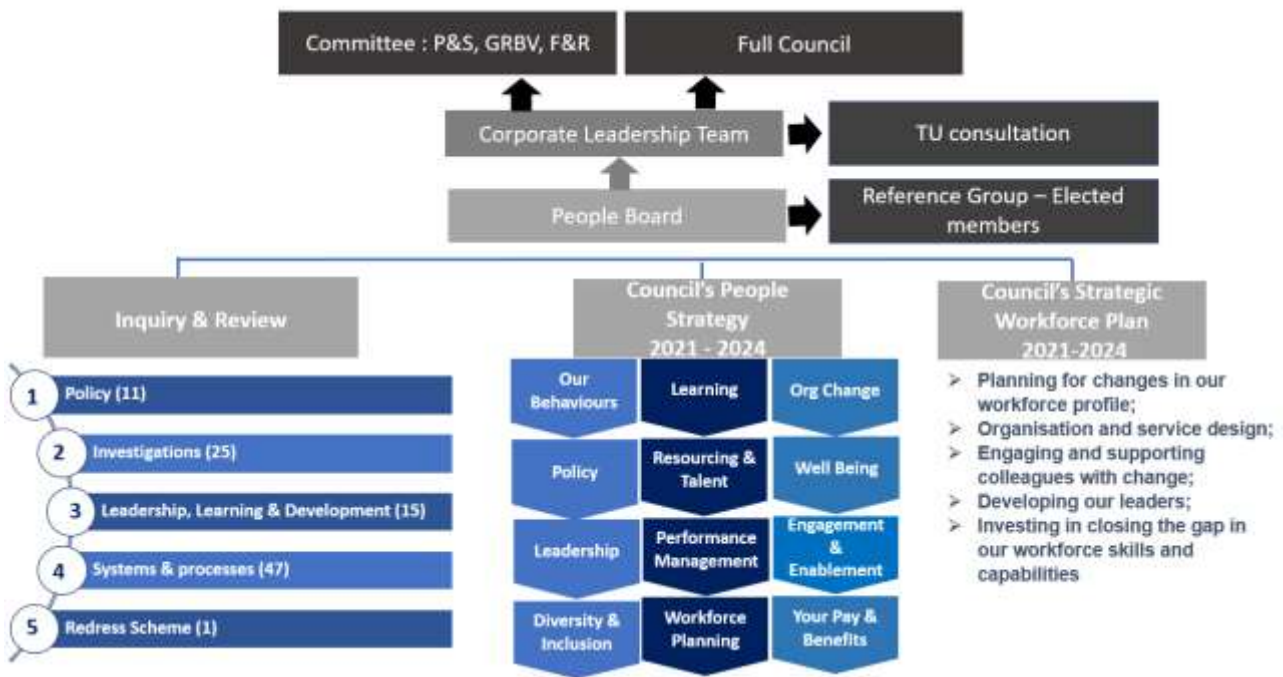 Committee : P&S, GRBV, F&R
Full Council
Corporate Leadership Team
TU consultation
People Board
Reference Group – Elected
members
Inquiry & Review
1
Policy (11)
2
Investigations (25)
3
Leadership, Learning & Development (15)
4
Systems & processes (47)
5
Redress Scheme (1)
Council's People
Strategy
2021 - 2024
Our
Behaviours
Learning
Org Change
Policy
Resourcing &
Talent
Well Being
Leadership
Performance
Management
Engagement
&
Enablement
Diversity &
Inclusion
Workforce
Planning
Your Pay &
Benefits
Council's Strategic
Workforce Plan
2021-2024
➢ Planning for changes in our
workforce profile;
➢ Organisation and service design;
➢ Engaging and supporting
colleagues with change;
➢ Developing our leaders;
➢ Investing in closing the gap in
our workforce skills and
capabilities